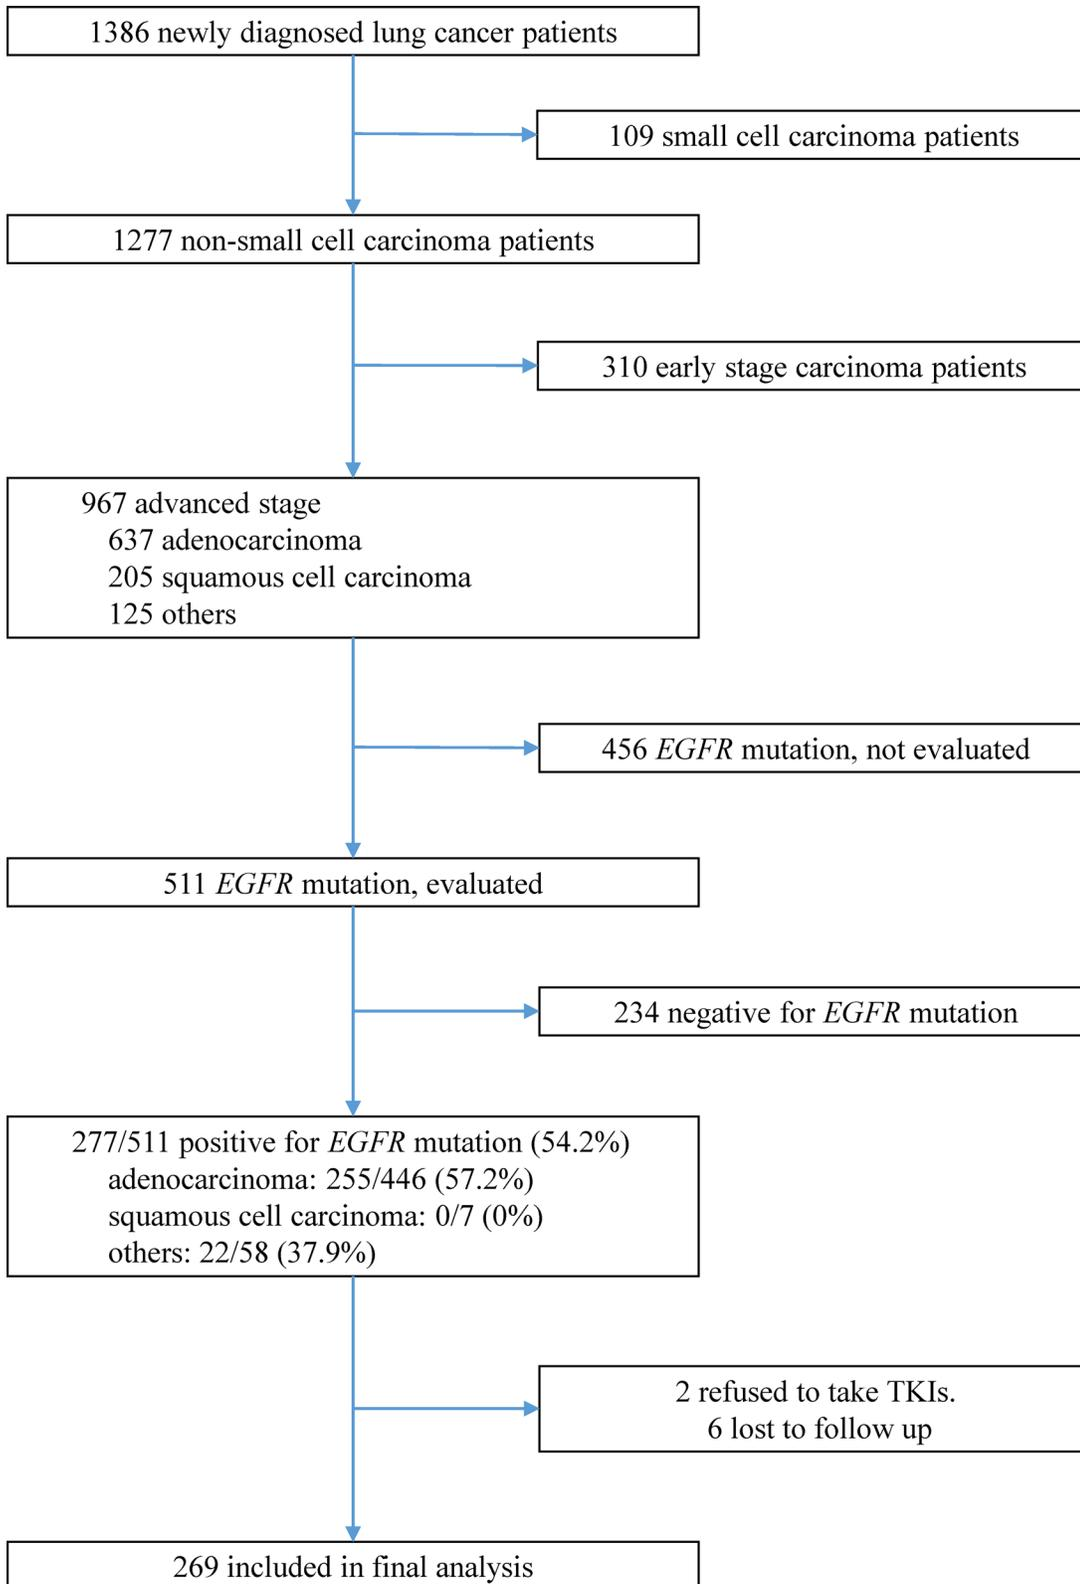 1386 newly diagnosed lung cancer patients
109 small cell carcinoma patients
1277 non-small cell carcinoma patients
310 early stage carcinoma patients
967 advanced stage
637 adenocarcinoma
205 squamous cell carcinoma
125 others
456 EGFR mutation, not evaluated
511 EGFR mutation, evaluated
234 negative for EGFR mutation
277/511 positive for EGFR mutation (54.2%)
adenocarcinoma: 255/446 (57.2%)
squamous cell carcinoma: 0/7 (0%)
others: 22/58 (37.9%)
2 refused to take TKIs.
6 lost to follow up
269 included in final analysis